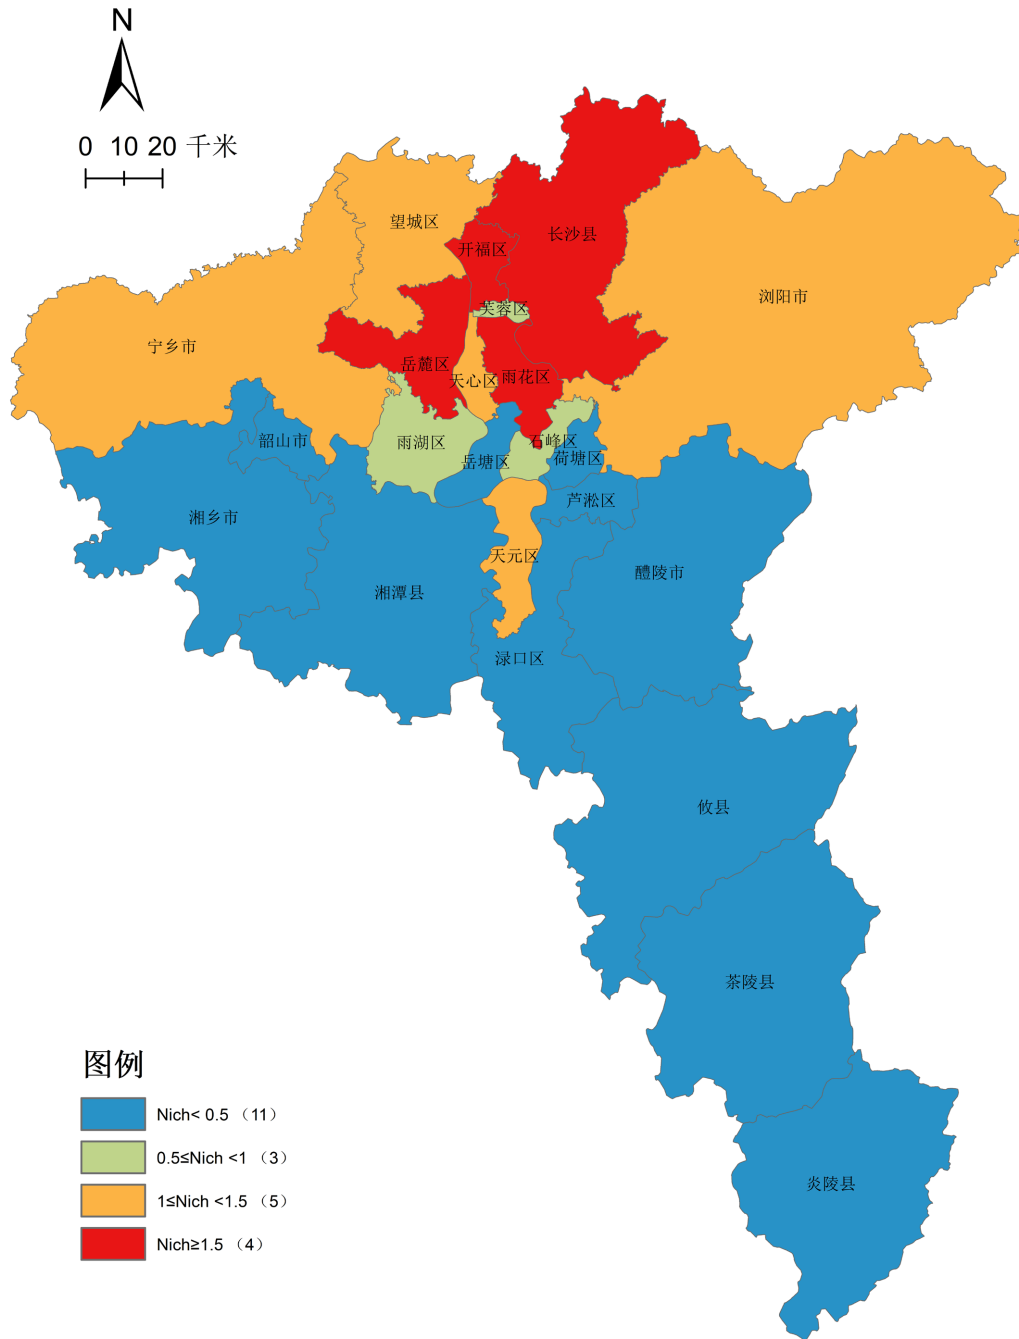 N
0 10 20 千米
望城区
长沙县
开福区
浏阳市
芙蓉区
宁乡市
岳麓区
天心区
雨花区
韶山市
雨湖区
石峰区
岳塘区
荷塘区
芦淞区
湘乡市
天元区
醴陵市
湘潭县
渌口区
攸县
茶陵县
炎陵县
图例
Nich< 0.5 （11）
0.5≤Nich <1 （3）
1≤Nich <1.5 （5）
Nich≥1.5 （4）